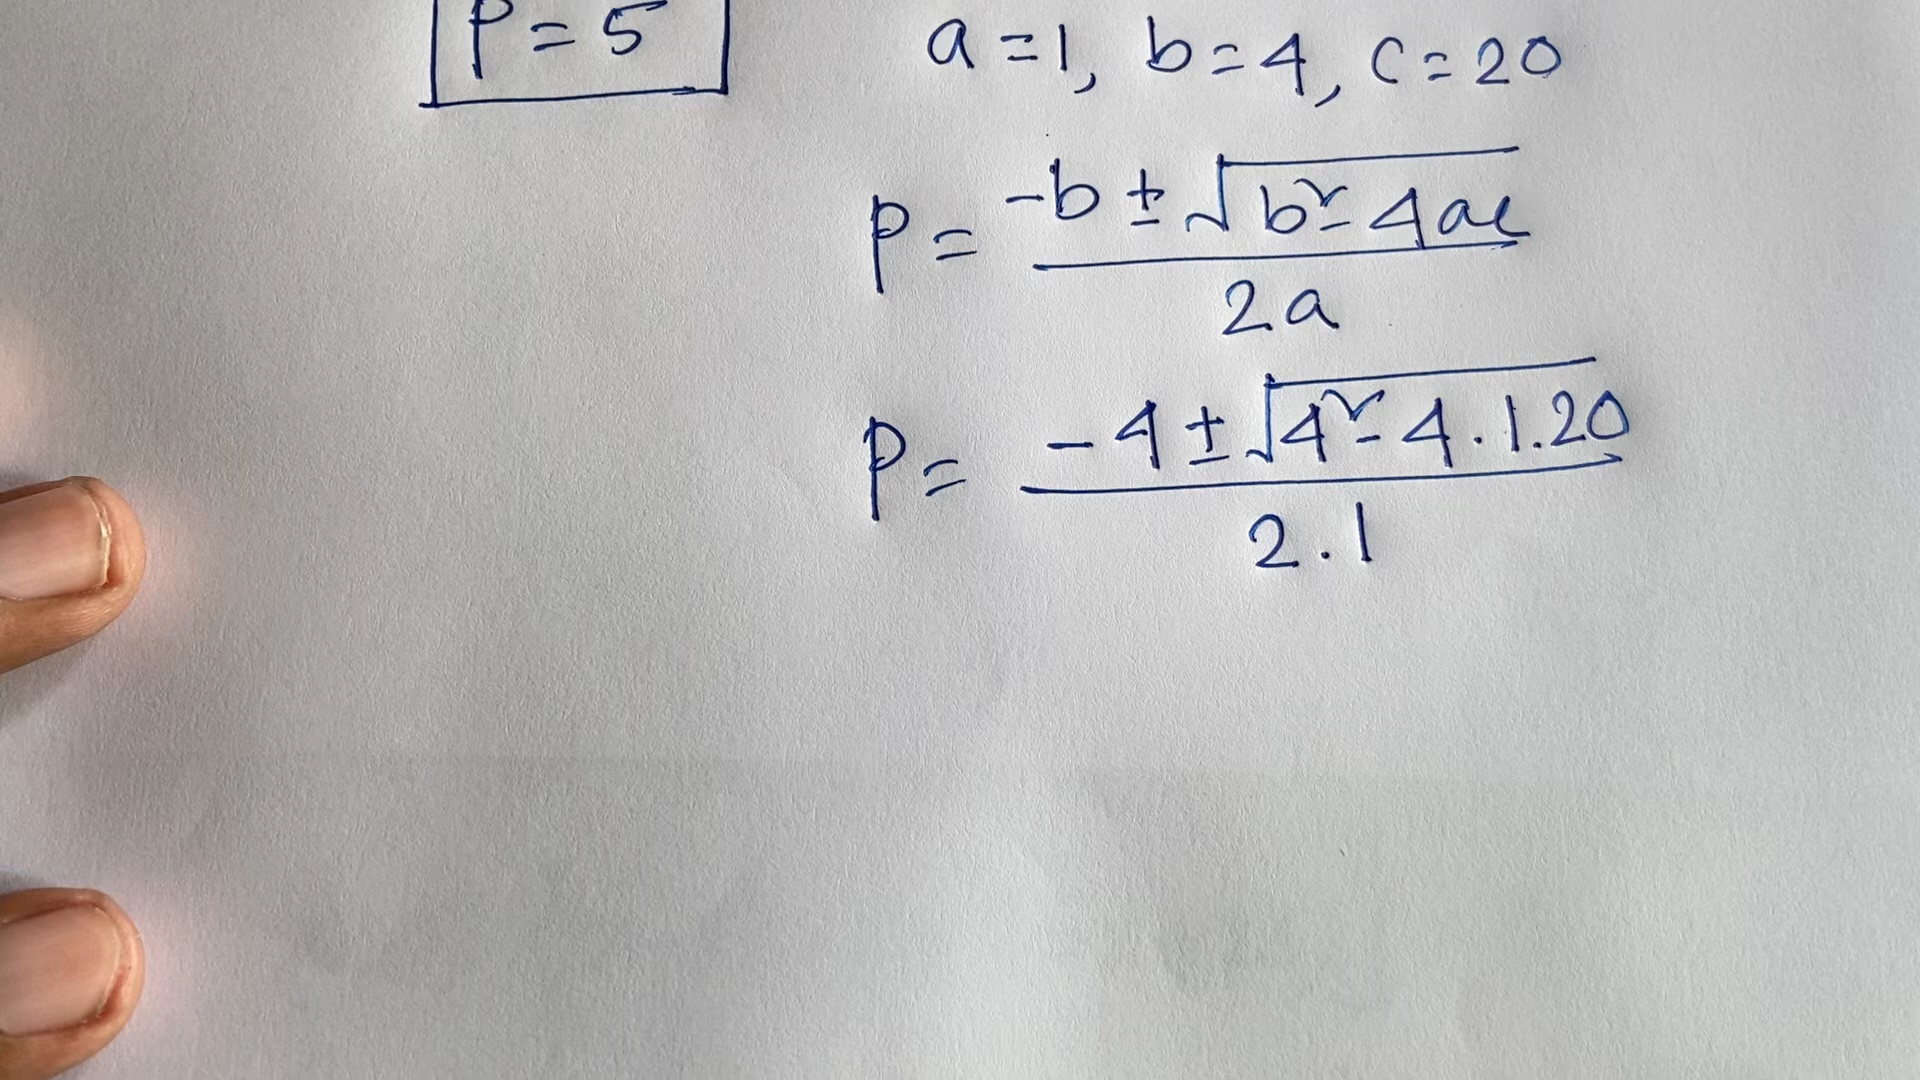 P = 5
a = 1, b = 4, c = 20
P = (-b ± √(b² - 4ac)) / 2a
P = (-4 ± √(4² - 4.1.20)) / 2.1